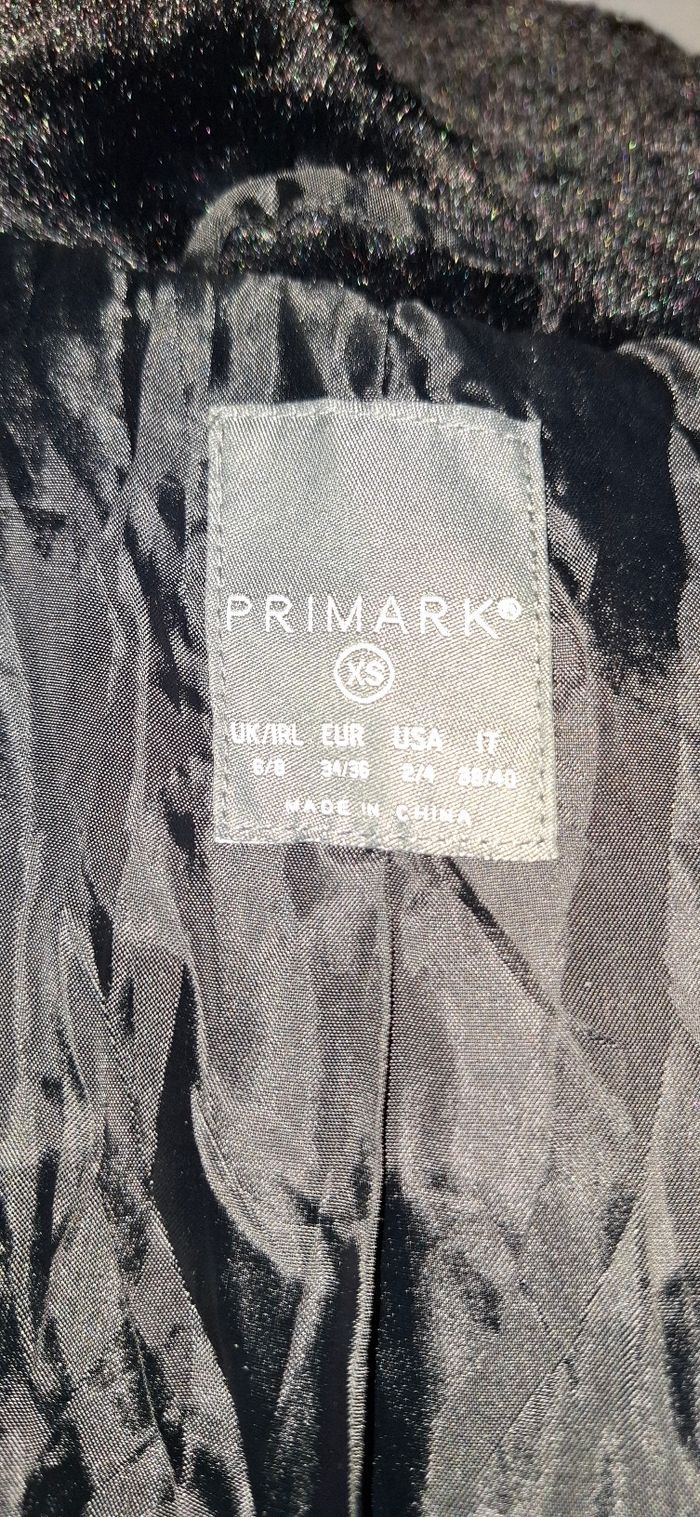 PRIMARK®
XS
UK/IRL EUR USA IT
6/8 34/36 2/4 38/40
MADE IN CHINA